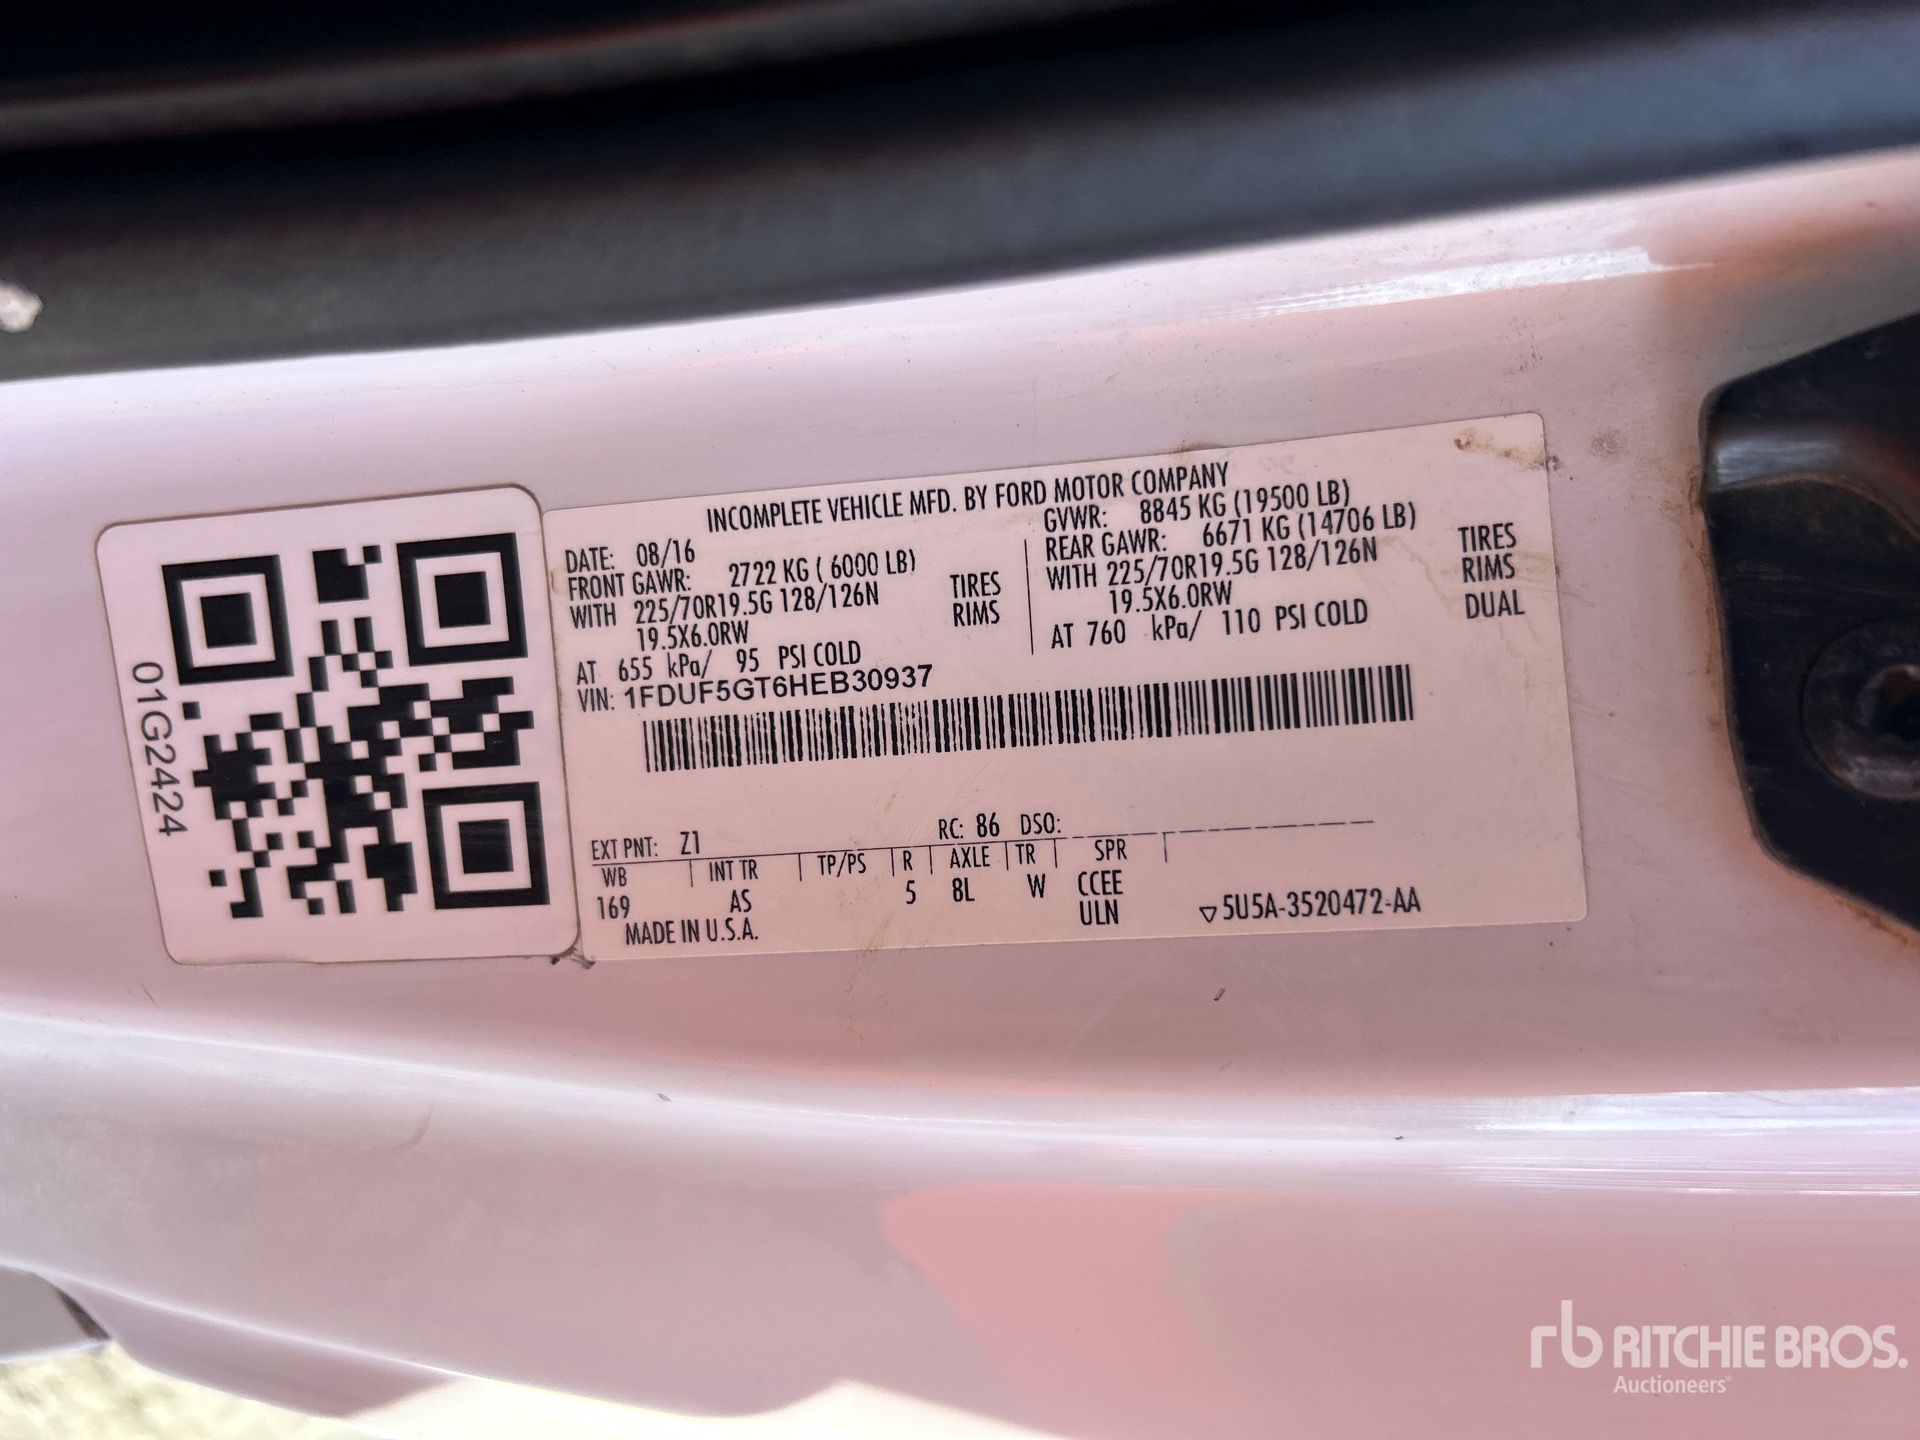 01G2424
INCOMPLETE VEHICLE MFD. BY FORD MOTOR COMPANY
DATE: 08/16
GVWR: 8845 KG (19500 LB)
FRONT GAWR: 2722 KG ( 6000 LB)
REAR GAWR: 6671 KG (14706 LB)
WITH 225/70R19.5G 128/126N TIRES
WITH 225/70R19.5G 128/126N TIRES
19.5X6.0RW RIMS
19.5X6.0RW RIMS
AT 655 kPa/ 95 PSI COLD
AT 760 kPa/ 110 PSI COLD DUAL
VIN: 1FDUF5GT6HEB30937
EXT PNT: Z1 RC: 86 DSO:
WB INT TR TP/PS R AXLE TR SPR
169 AS 5 8L W CCEE
ULN
MADE IN U.S.A.
▽5U5A-3520472-AA
rb RITCHIE BROS.
Auctioneers